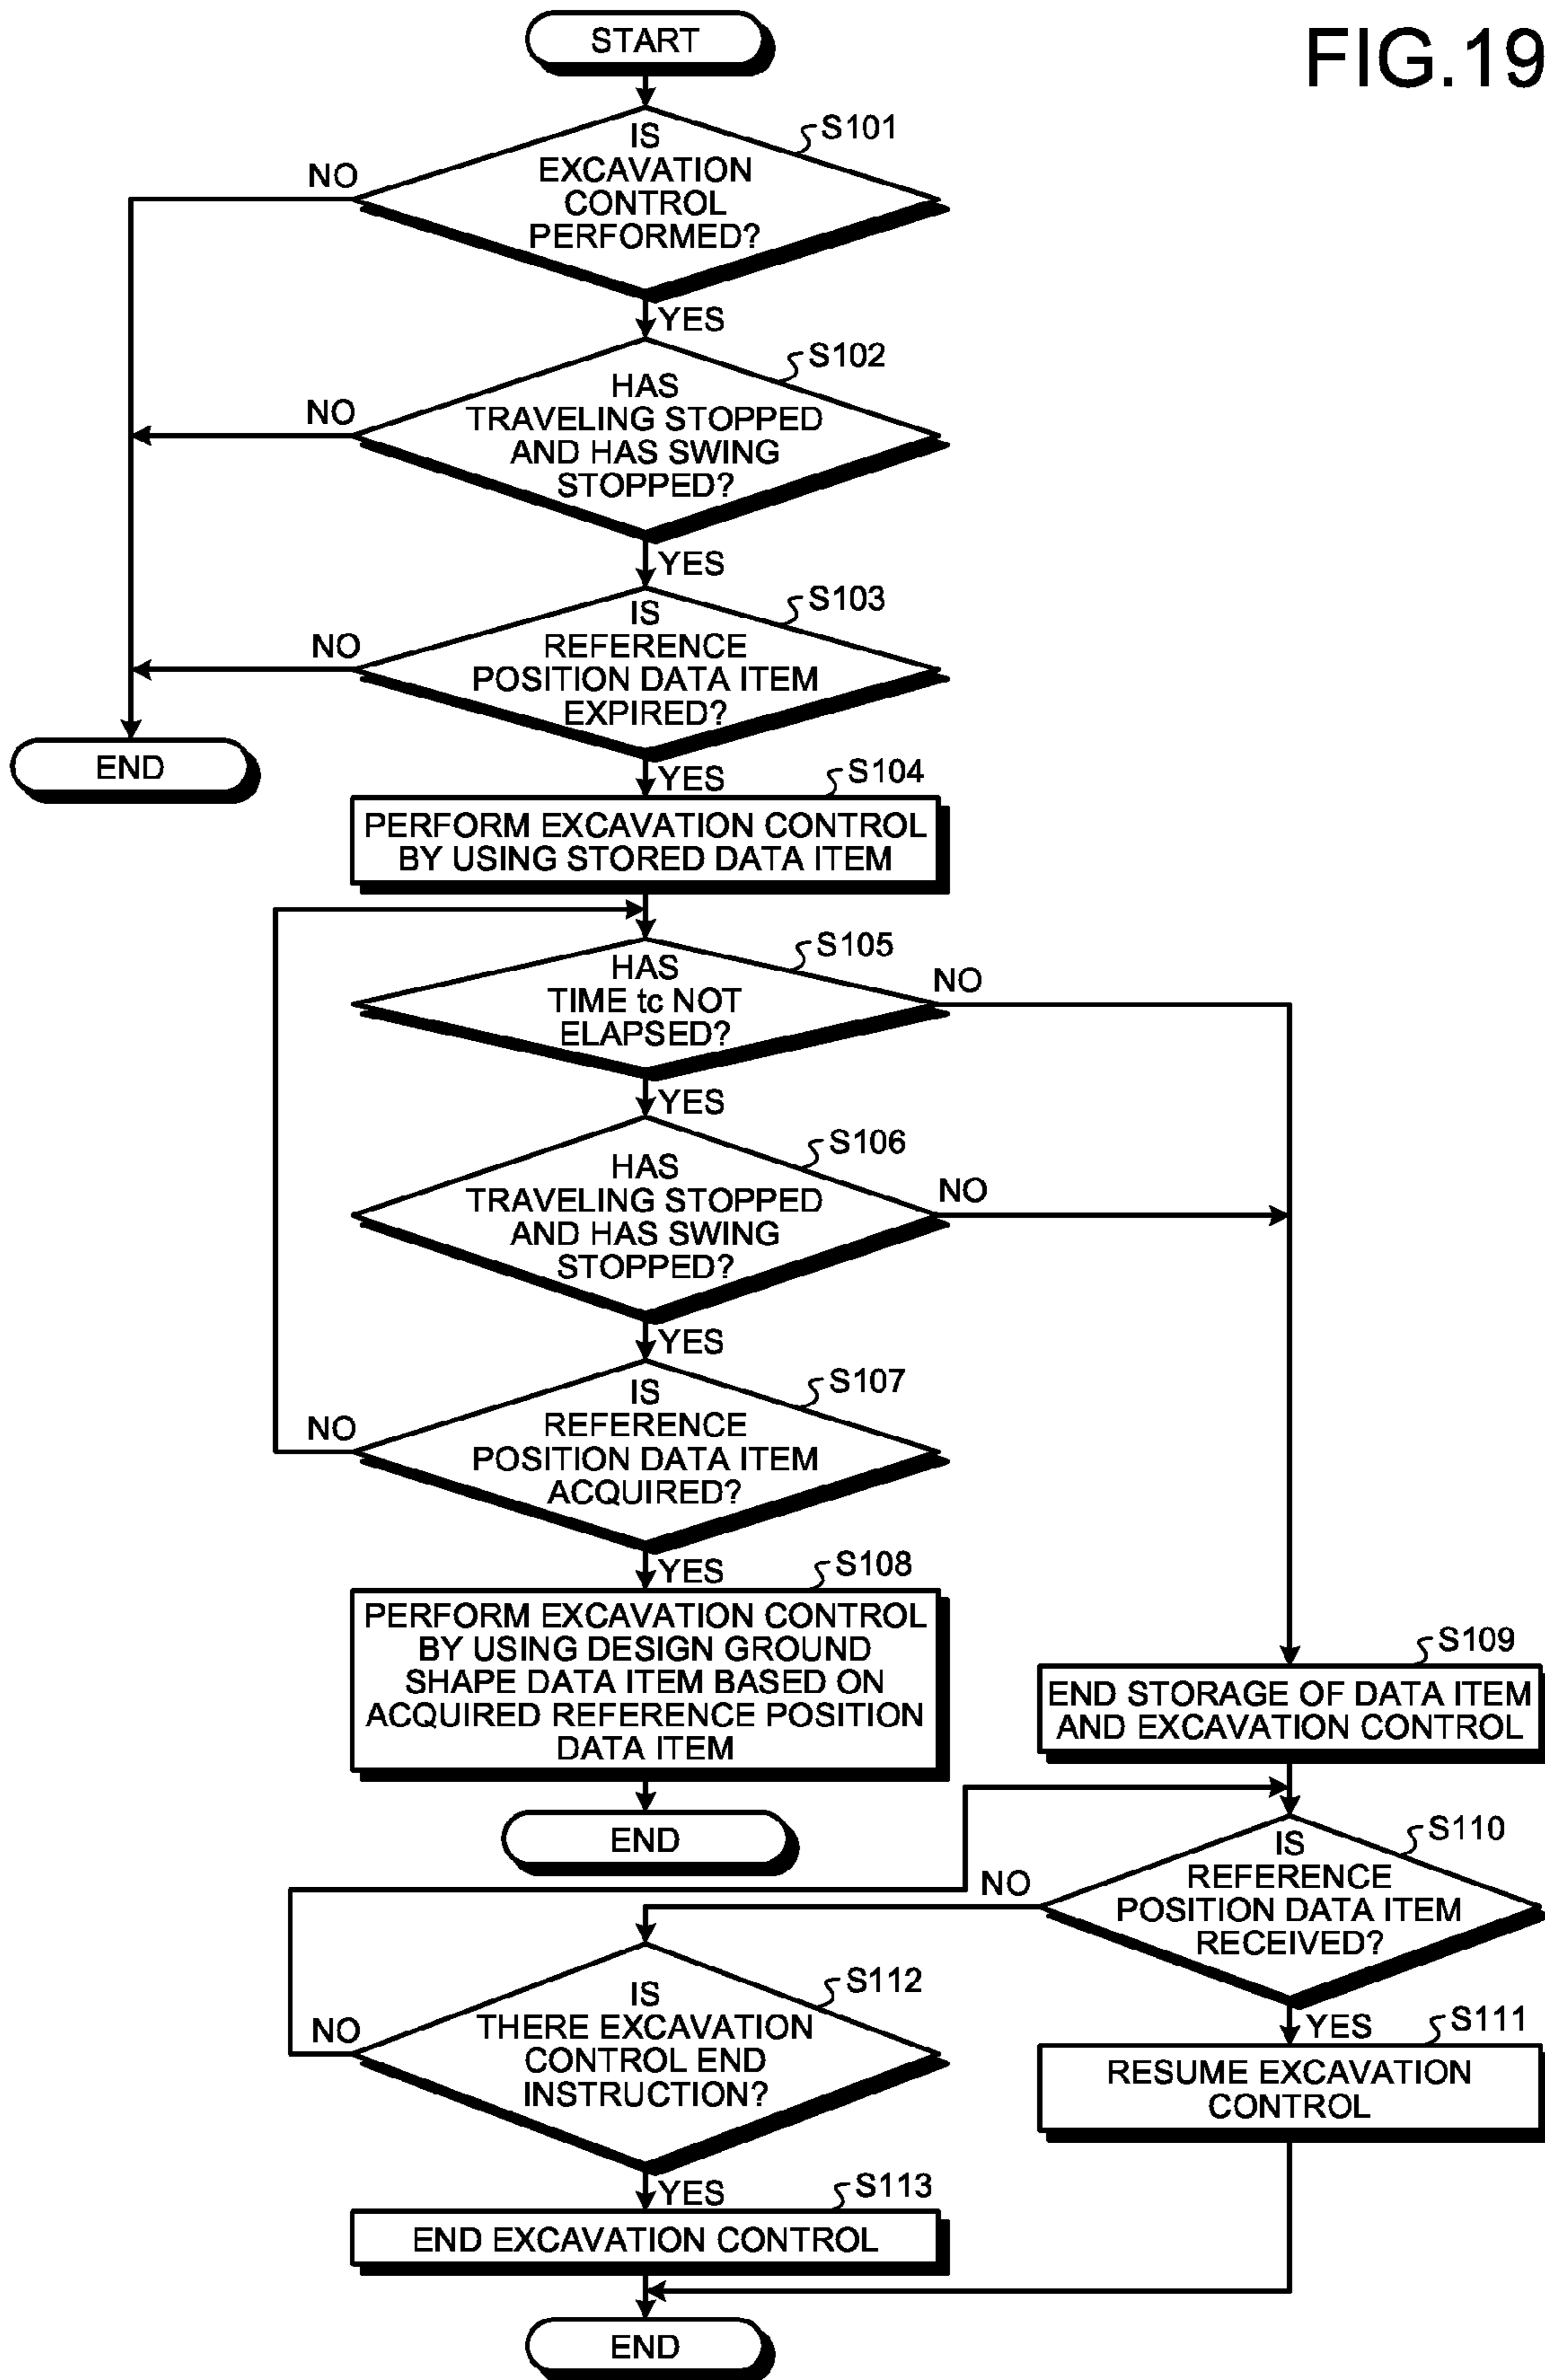 FIG.19
START
S101
IS
EXCAVATION
CONTROL
PERFORMED?
NO
YES
S102
HAS
TRAVELING STOPPED
AND HAS SWING
STOPPED?
NO
YES
S103
IS
REFERENCE
POSITION DATA ITEM
EXPIRED?
NO
END
YES
S104
PERFORM EXCAVATION CONTROL
BY USING STORED DATA ITEM
S105
HAS
TIME tc NOT
ELAPSED?
NO
YES
S106
HAS
TRAVELING STOPPED
AND HAS SWING
STOPPED?
NO
YES
S107
IS
REFERENCE
POSITION DATA ITEM
ACQUIRED?
NO
YES
S108
PERFORM EXCAVATION CONTROL
BY USING DESIGN GROUND
SHAPE DATA ITEM BASED ON
ACQUIRED REFERENCE POSITION
DATA ITEM
END
S109
END STORAGE OF DATA ITEM
AND EXCAVATION CONTROL
S110
IS
REFERENCE
POSITION DATA ITEM
RECEIVED?
NO
YES
S111
RESUME EXCAVATION
CONTROL
S112
IS
THERE EXCAVATION
CONTROL END
INSTRUCTION?
NO
YES
S113
END EXCAVATION CONTROL
END